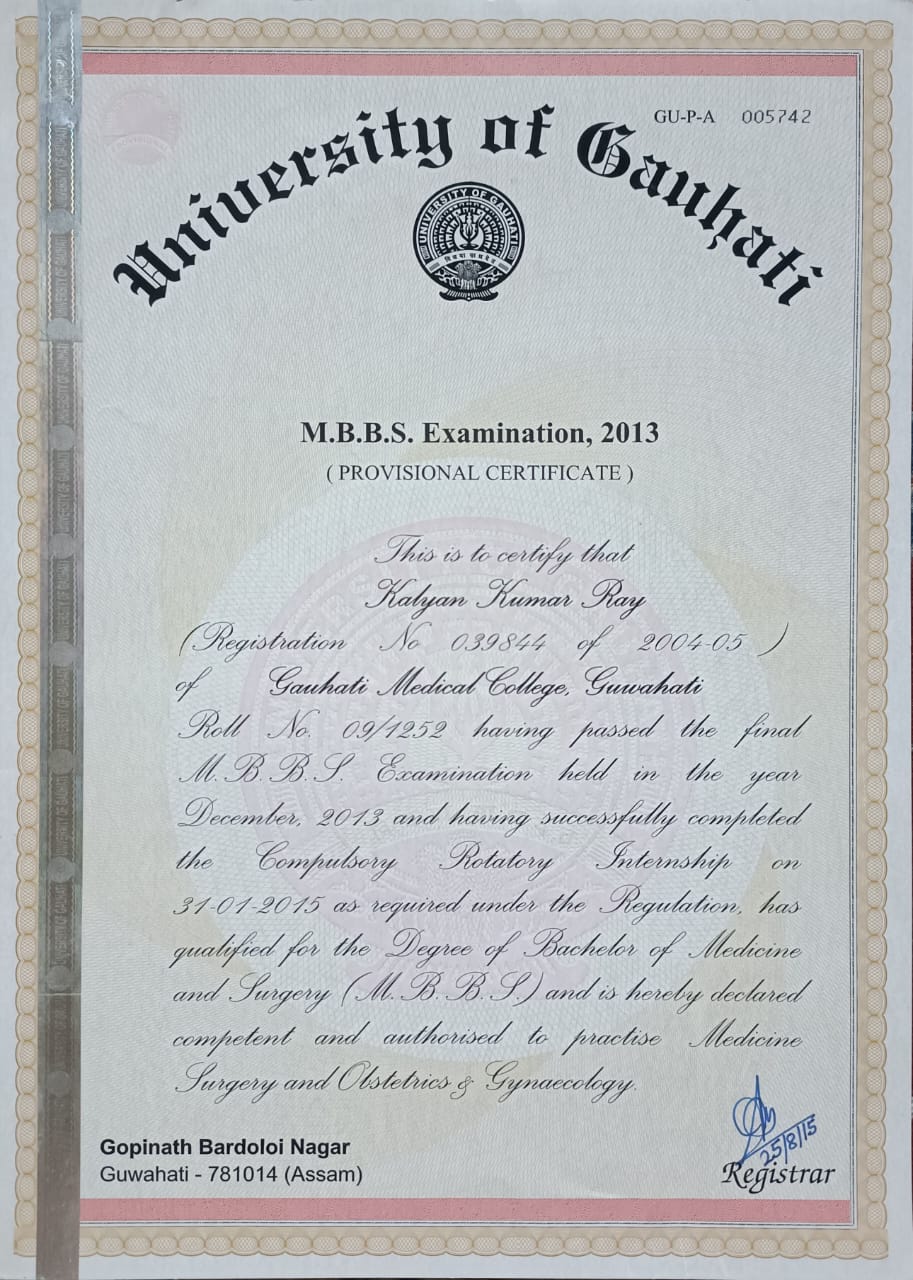 GU-P-A 005742
University of Gauhati
UNIVERSITY OF GAUHATI
M.B.B.S. Examination, 2013
( PROVISIONAL CERTIFICATE )
This is to certify that
Kalyan Kumar Ray
(Registration No 039844 of 2004-05 )
of Gauhati Medical College, Guwahati
Roll No. 09/1252 having passed the final
M. B. B. S. Examination held in the year
December, 2013 and having successfully completed
the Compulsory Rotatory Internship on
31-01-2015 as required under the Regulation, has
qualified for the Degree of Bachelor of Medicine
and Surgery (M. B. B. S.) and is hereby declared
competent and authorised to practise Medicine
Surgery and Obstetrics & Gynaecology.
25/8/15
Registrar
Gopinath Bardoloi Nagar
Guwahati - 781014 (Assam)